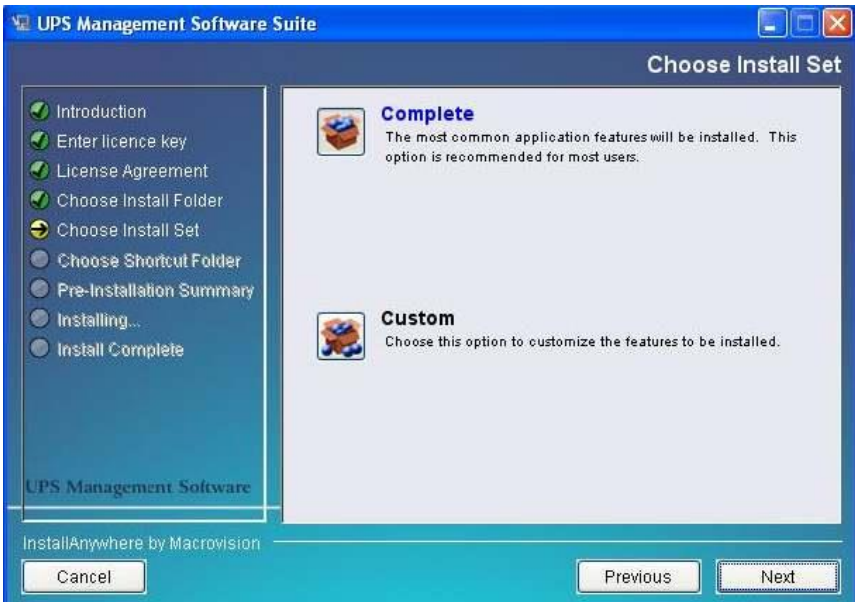 UPS Management Software Suite
Choose Install Set
Introduction
Enter licence key
License Agreement
Choose Install Folder
Choose Install Set
Choose Shortcut Folder
Pre-Installation Summary
Installing...
Install Complete
UPS Management Software
Complete
The most common application features will be installed. This
option is recommended for most users.
Custom
Choose this option to customize the features to be installed.
InstallAnywhere by Macrovision
Cancel
Previous
Next